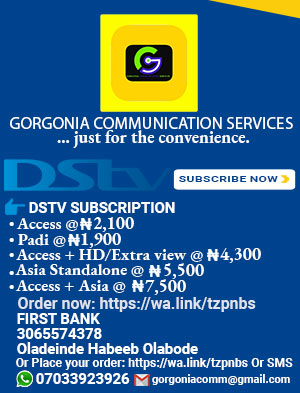 GORGONIA COMMUNICATION SERVICES
... just for the convenience.
DStv
SUBSCRIBE NOW
DSTV SUBSCRIPTION
• Access @₦2,100
• Padi @₦1,900
• Access + HD/Extra view @ ₦4,300
• Asia Standalone @ ₦5,500
• Access + Asia @ ₦7,500
Order now: https://wa.link/tzpnbs
FIRST BANK
3065574378
Oladeinde Habeeb Olabode
Or Place your order: https://wa.link/tzpnbs Or SMS
07033923926 gorgoniacomm@gmail.com